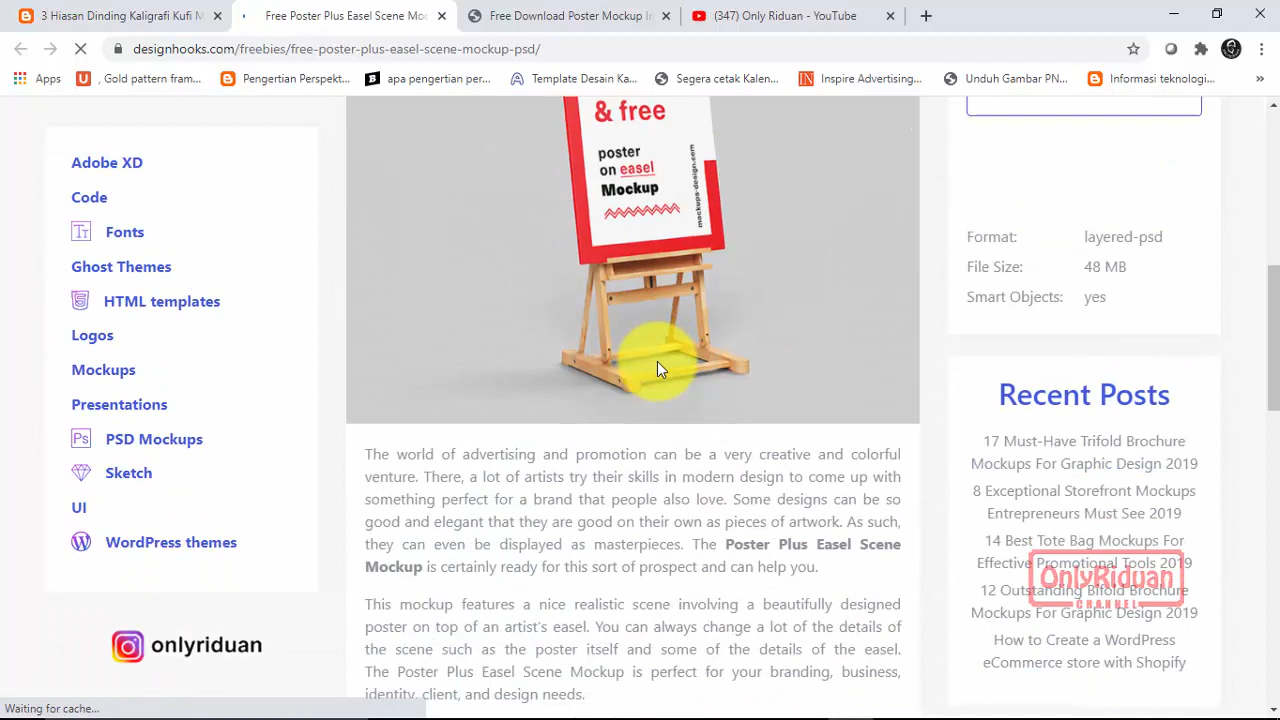 3 Hiasan Dinding Kaligrafi Kufi M
Free Poster Plus Easel Scene Moc
Free Download Poster Mockup In
(347) Only Riduan - YouTube
designhooks.com/freebies/free-poster-plus-easel-scene-mockup-psd/
Apps
, Gold pattern fram...
Pengertian Perspekt...
apa pengertian per...
Template Desain Ka...
Segera cetak Kalen...
Inspire Advertising...
Unduh Gambar PN...
Informasi teknologi...
Adobe XD
Code
Fonts
Ghost Themes
HTML templates
Logos
Mockups
Presentations
PSD Mockups
Sketch
UI
WordPress themes
onlyriduan
& free
poster
on easel
Mockup
mockups-design.com
The world of advertising and promotion can be a very creative and colorful
venture. There, a lot of artists try their skills in modern design to come up with
something perfect for a brand that people also love. Some designs can be so
good and elegant that they are good on their own as pieces of artwork. As such,
they can even be displayed as masterpieces. The Poster Plus Easel Scene
Mockup is certainly ready for this sort of prospect and can help you.
This mockup features a nice realistic scene involving a beautifully designed
poster on top of an artist's easel. You can always change a lot of the details of
the scene such as the poster itself and some of the details of the easel.
The Poster Plus Easel Scene Mockup is perfect for your branding, business,
identity, client, and design needs.
Format: layered-psd
File Size: 48 MB
Smart Objects: yes
Recent Posts
17 Must-Have Trifold Brochure
Mockups For Graphic Design 2019
8 Exceptional Storefront Mockups
Entrepreneurs Must See 2019
14 Best Tote Bag Mockups For
Effective Promotional Tools 2019
12 Outstanding Bifold Brochure
Mockups For Graphic Design 2019
How to Create a WordPress
eCommerce store with Shopify
OnlyRiduan
CHANNEL
Waiting for cache...